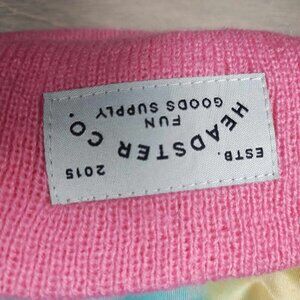 ESTB. 2015
HEADSTER CO.
FUN
GOODS SUPPLY